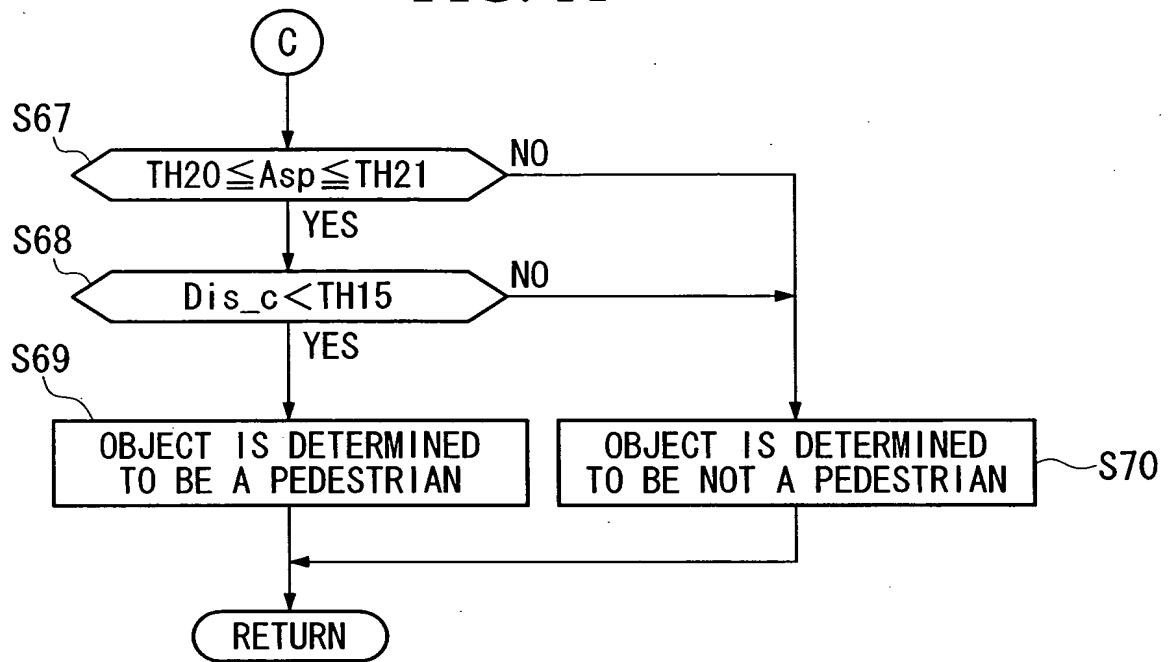 C
S67
TH20≦Asp≦TH21
NO
YES
S68
Dis_c<TH15
NO
YES
S69
OBJECT IS DETERMINED
TO BE A PEDESTRIAN
OBJECT IS DETERMINED
TO BE NOT A PEDESTRIAN
S70
RETURN